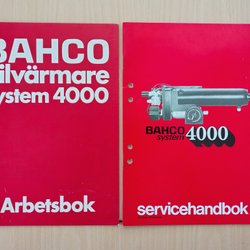 BAHCO
ilvärmare
ystem 4000
Arbetsbok
BAHCO
system 4000
servicehandbok